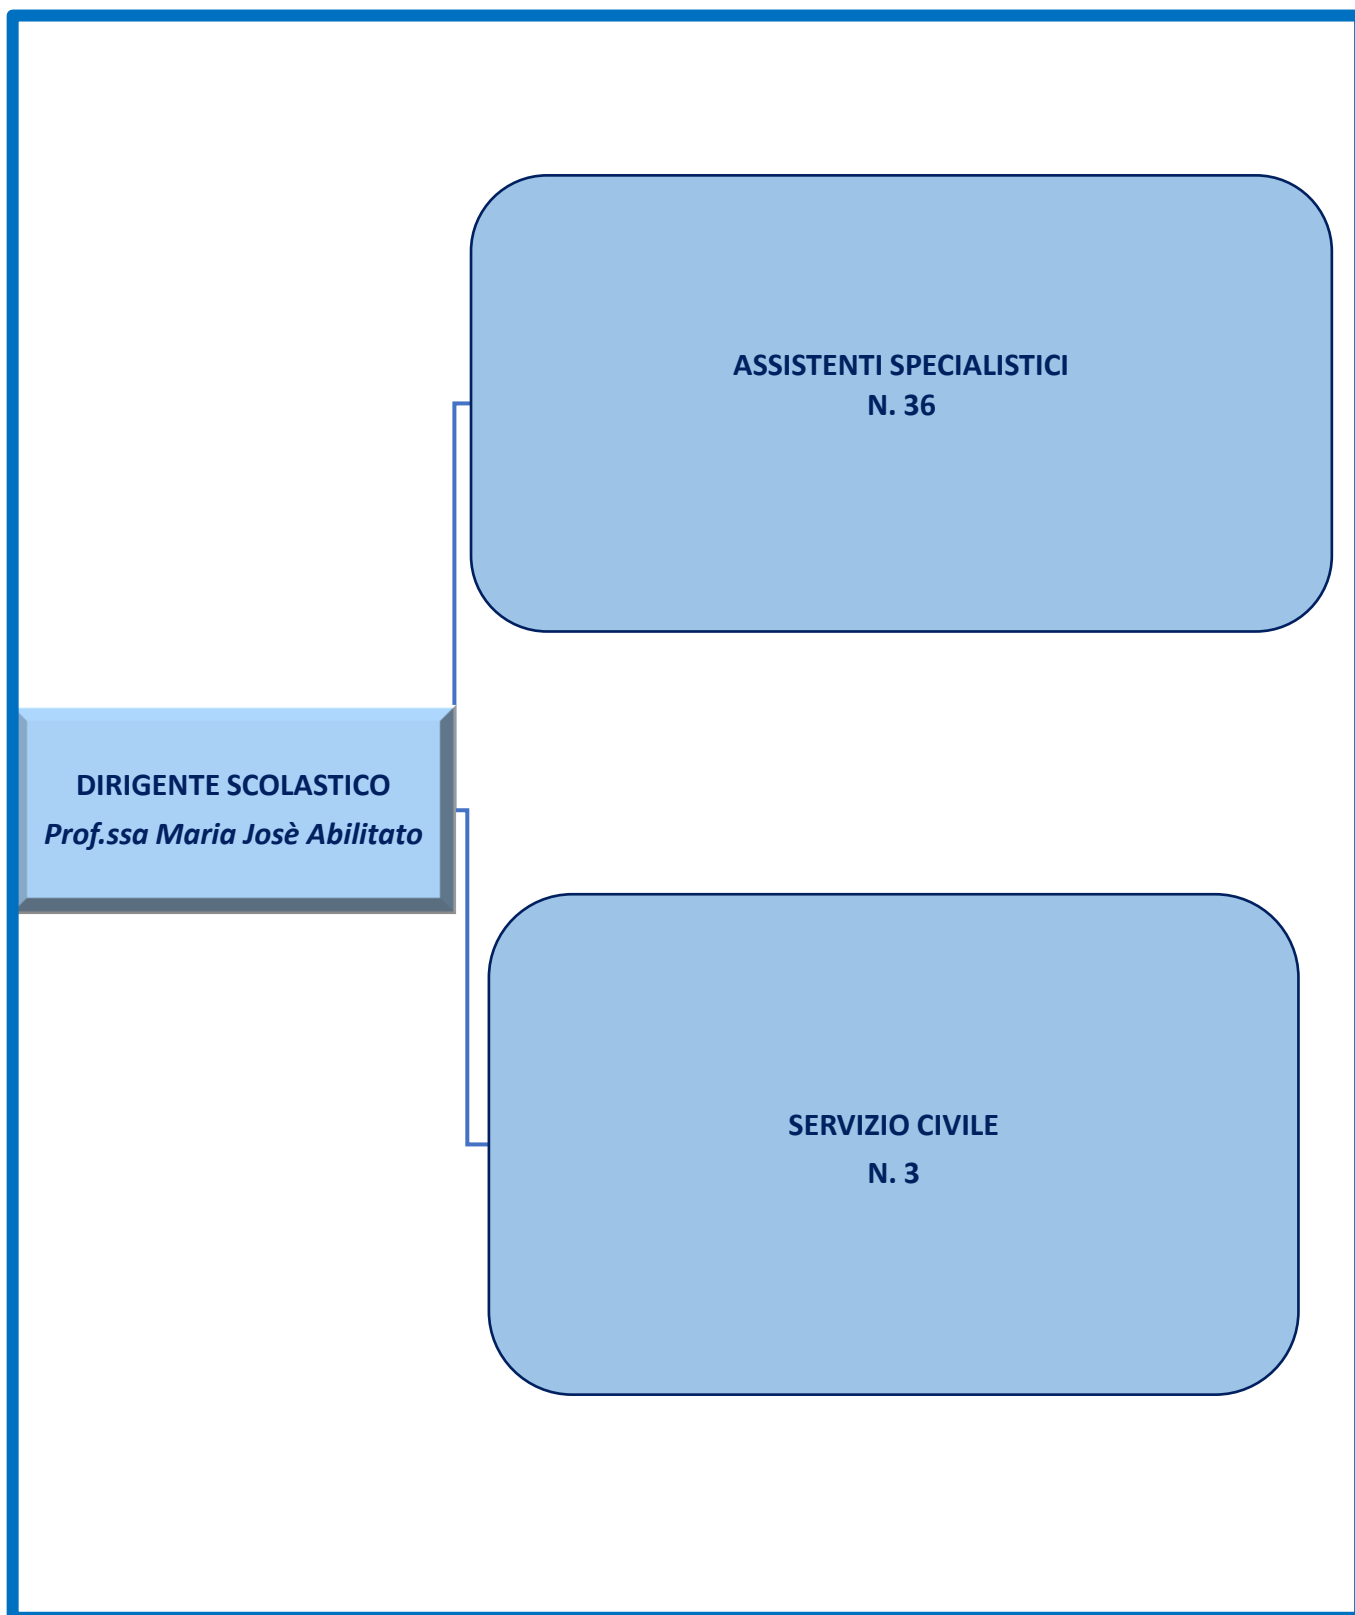 ASSISTENTI SPECIALISTICI
N. 36
DIRIGENTE SCOLASTICO
Prof.ssa Maria Josè Abilitato
SERVIZIO CIVILE
N. 3